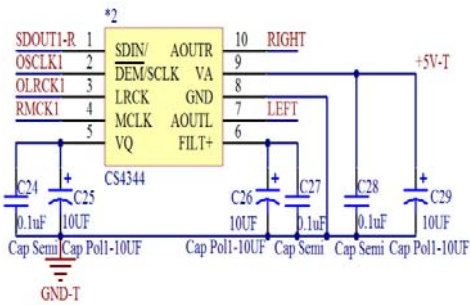 *2
SDOUT1-R 1 SDIN/ AOUTR 10 RIGHT
OSCLK1 2 DEM/SCLK VA 9 +5V-T
OLRCK1 3 LRCK GND 8
RMCK1 4 MCLK AOUTL 7 LEFT
5 VQ FILT+ 6
CS4344
C24 C25 C26 C27 C28 C29
0.1uF 10UF 10UF 0.1uF 0.1uF 10UF
Cap Semi Cap Pol1-10UF Cap Pol1-10UF Cap Semi Cap Semi Cap Pol1-10UF
GND-T